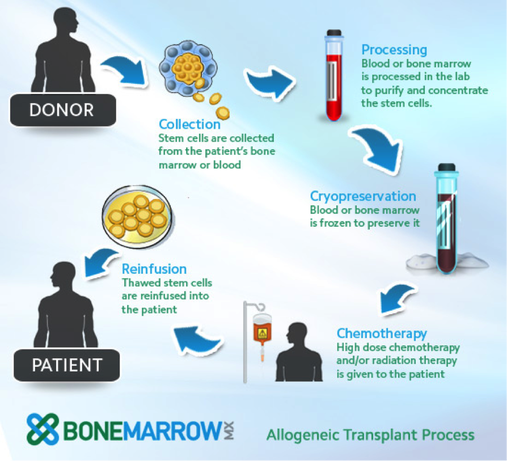 DONOR
Collection
Stem cells are collected
from the patient's bone
marrow or blood
Processing
Blood or bone marrow
is processed in the lab
to purify and concentrate
the stem cells.
Cryopreservation
Blood or bone marrow
is frozen to preserve it
Chemotherapy
High dose chemotherapy
and/or radiation therapy
is given to the patient
Reinfusion
Thawed stem cells
are reinfused into
the patient
PATIENT
BONEMARROW MX
Allogeneic Transplant Process